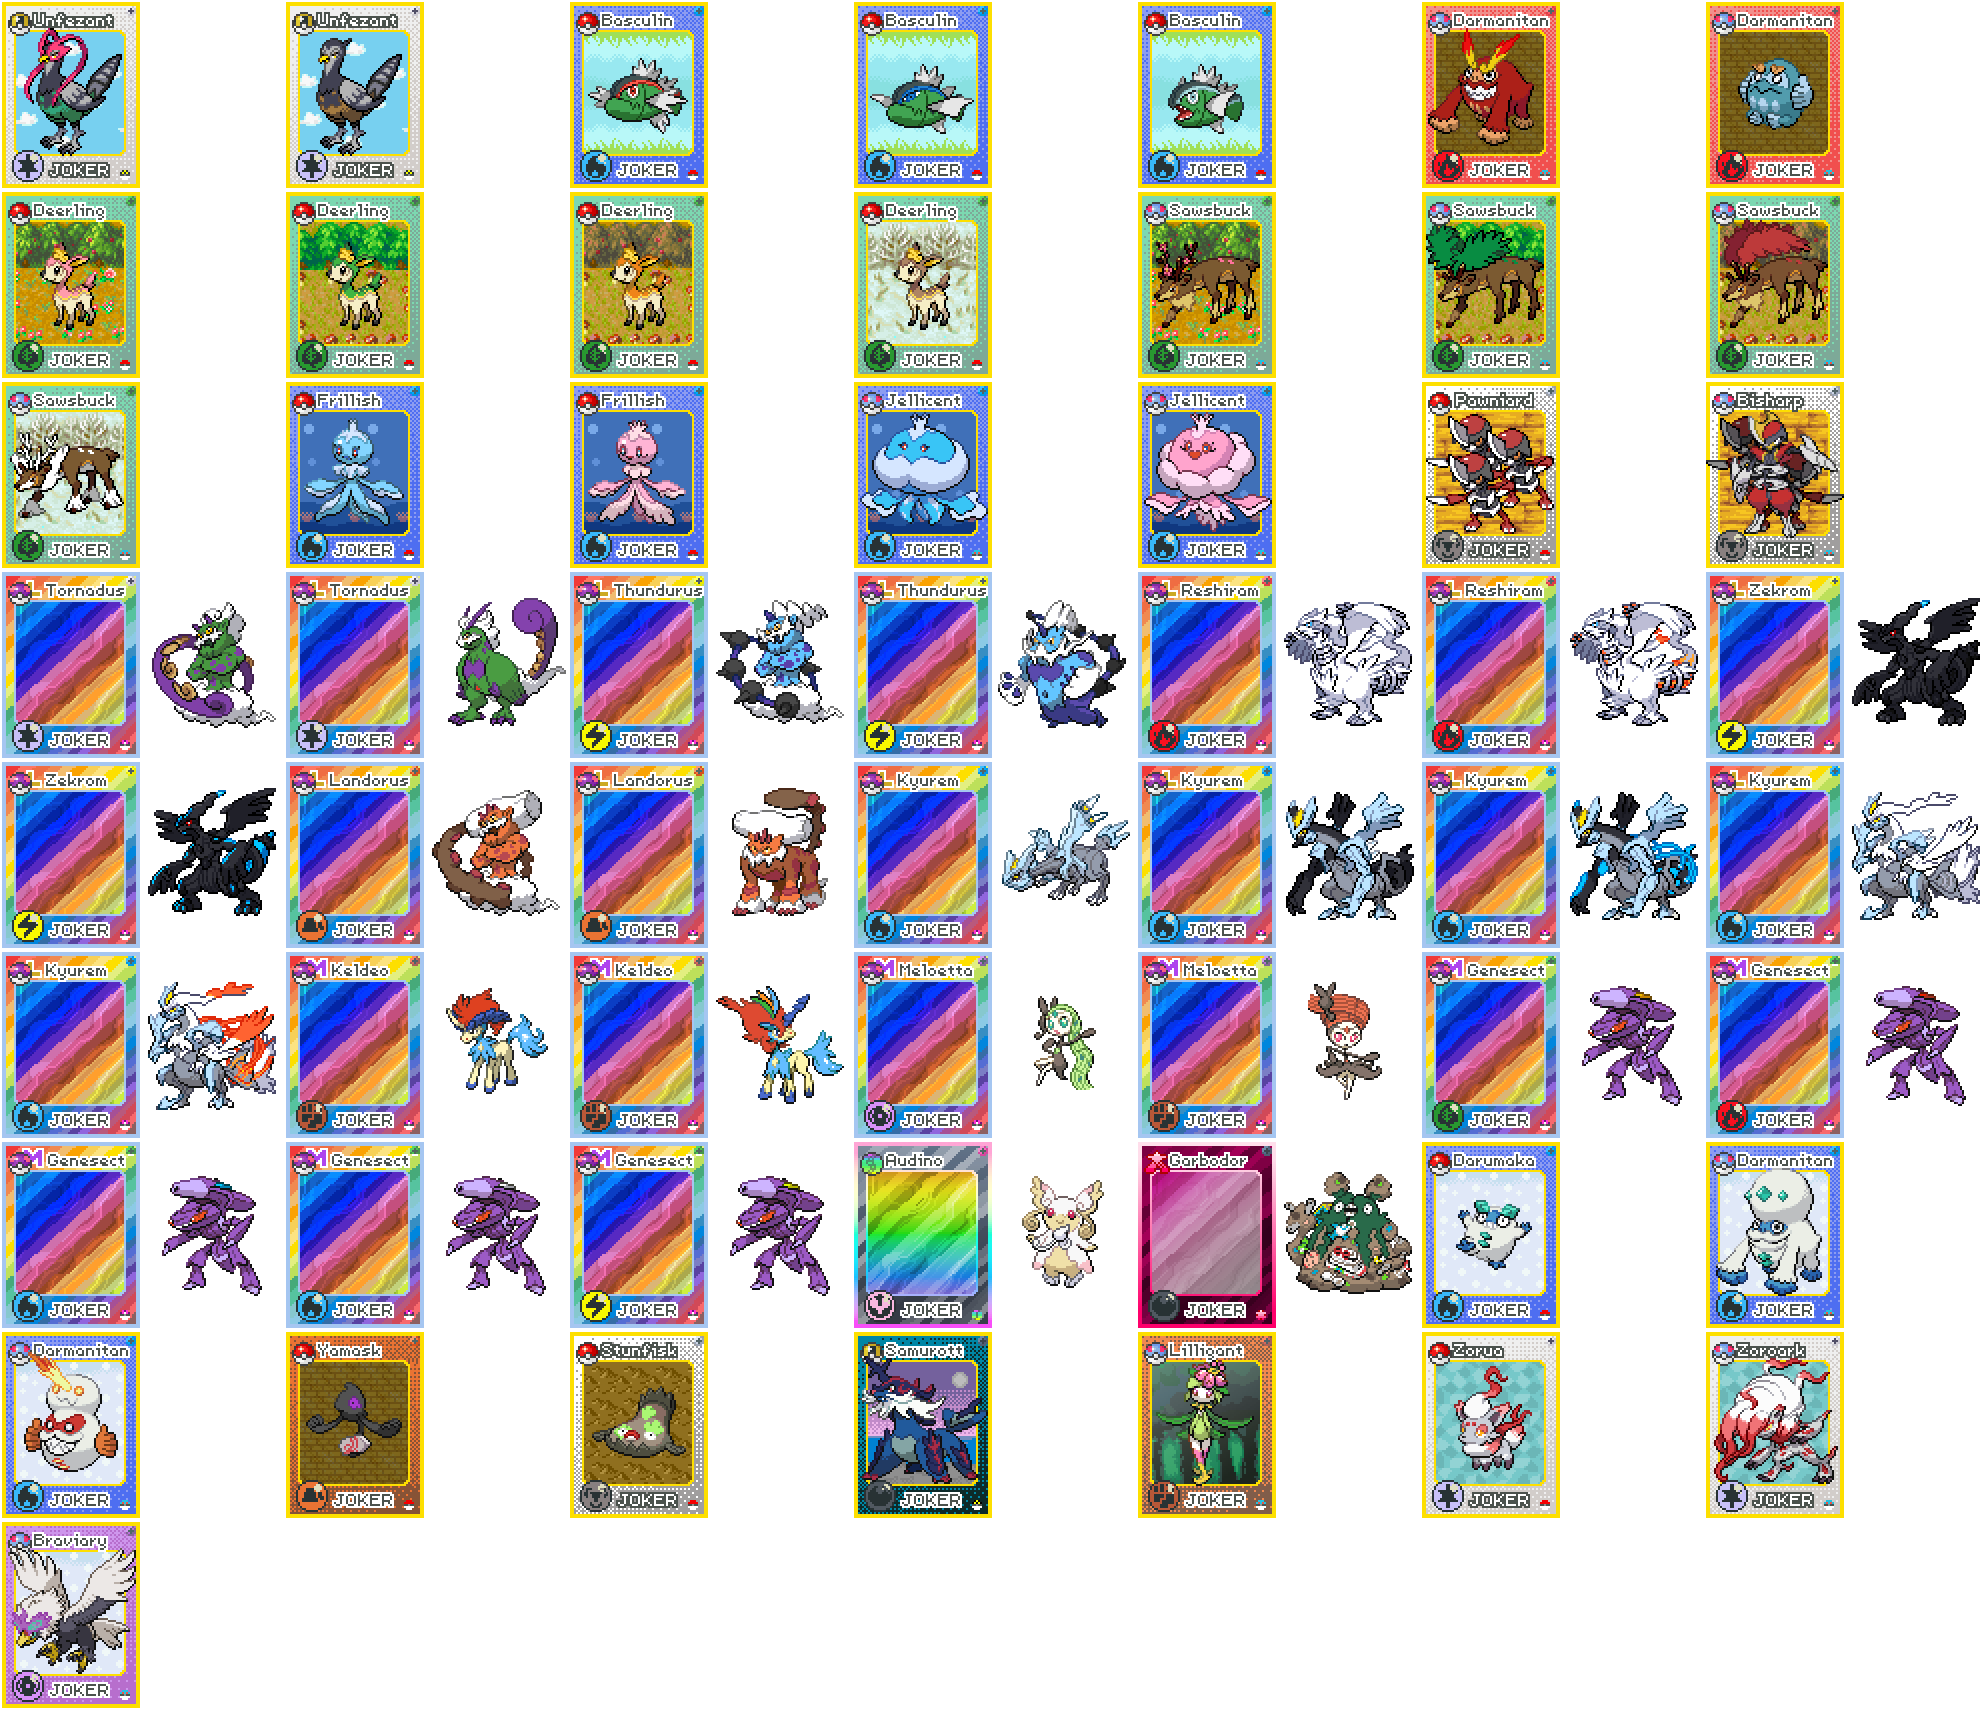 Unfezant Unfezant Basculin Basculin Basculin Darmanitan Darmanitan
JOKER JOKER JOKER JOKER JOKER JOKER JOKER
Deerling Deerling Deerling Deerling Sawsbuck Sawsbuck Sawsbuck
JOKER JOKER JOKER JOKER JOKER JOKER JOKER
Sawsbuck Frillish Frillish Jellicent Jellicent Pawniard Bisharp
JOKER JOKER JOKER JOKER JOKER JOKER JOKER
L Tornadus L Tornadus L Thundurus L Thundurus L Reshiram L Reshiram L Zekrom
JOKER JOKER JOKER JOKER JOKER JOKER JOKER
L Zekrom L Landorus L Landorus L Kyurem L Kyurem L Kyurem L Kyurem
JOKER JOKER JOKER JOKER JOKER JOKER JOKER
L Kyurem M Keldeo M Keldeo M Meloetta M Meloetta M Genesect M Genesect
JOKER JOKER JOKER JOKER JOKER JOKER JOKER
M Genesect M Genesect M Genesect Audino Garbodor Darumaka Darmanitan
JOKER JOKER JOKER JOKER JOKER JOKER JOKER
Darmanitan Yamask Stunfisk Samurott Lilligant Zorua Zoroark
JOKER JOKER JOKER JOKER JOKER JOKER JOKER
Braviary
JOKER